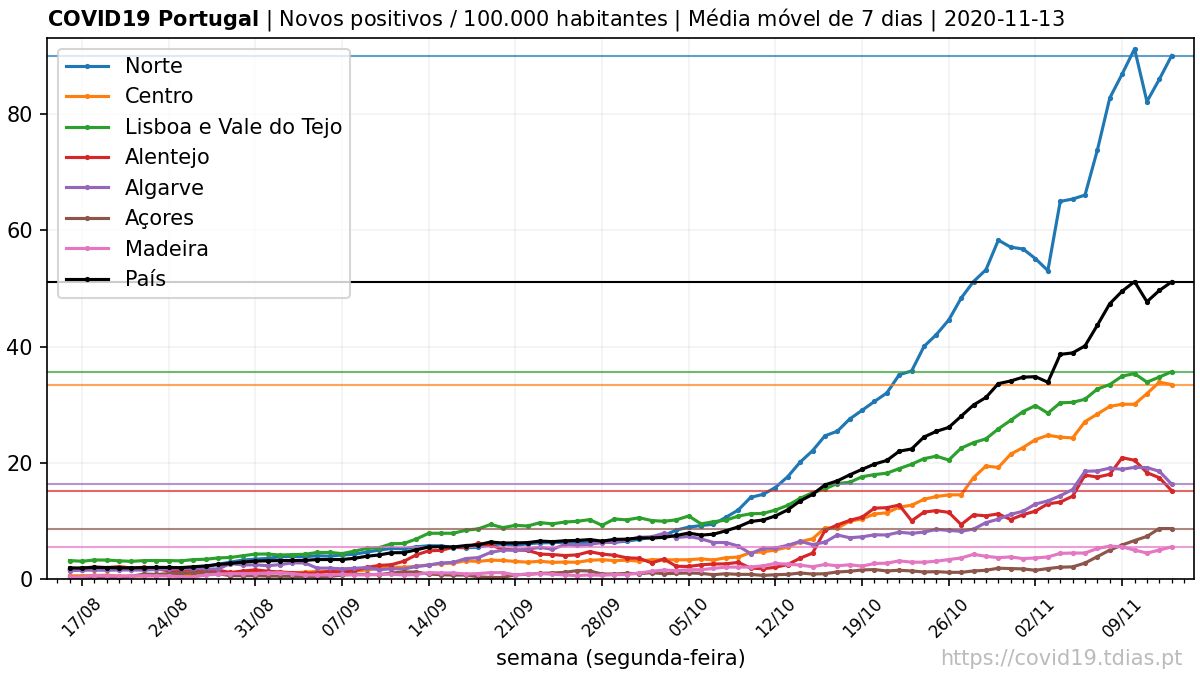 COVID19 Portugal | Novos positivos / 100.000 habitantes | Média móvel de 7 dias | 2020-11-13
Norte
Centro
Lisboa e Vale do Tejo
Alentejo
Algarve
Açores
Madeira
País
80
60
40
20
0
17/08 24/08 31/08 07/09 14/09 21/09 28/09 05/10 12/10 19/10 26/10 02/11 09/11
semana (segunda-feira)
https://covid19.tdias.pt